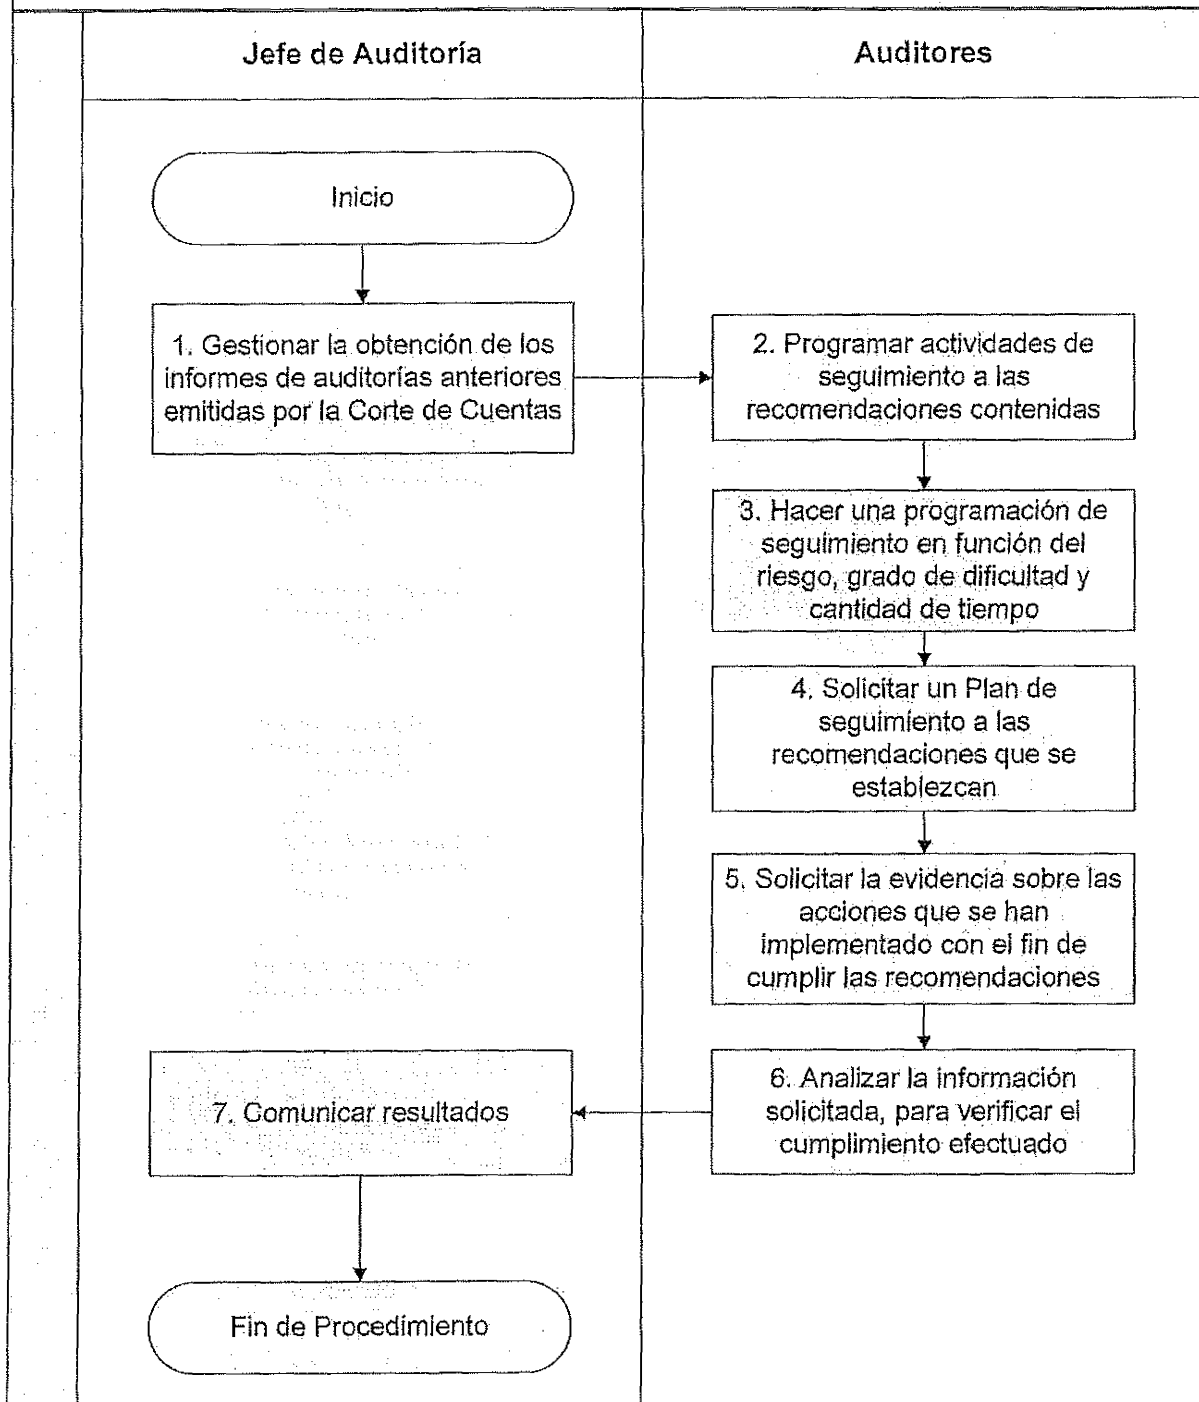 Jefe de Auditoría
Auditores
Inicio
1. Gestionar la obtención de los
informes de auditorías anteriores
emitidas por la Corte de Cuentas
2. Programar actividades de
seguimiento a las
recomendaciones contenidas
3. Hacer una programación de
seguimiento en función del
riesgo, grado de dificultad y
cantidad de tiempo
4. Solicitar un Plan de
seguimiento a las
recomendaciones que se
establezcan
5. Solicitar la evidencia sobre las
acciones que se han
implementado con el fin de
cumplir las recomendaciones
6. Analizar la información
solicitada, para verificar el
cumplimiento efectuado
7. Comunicar resultados
Fin de Procedimiento